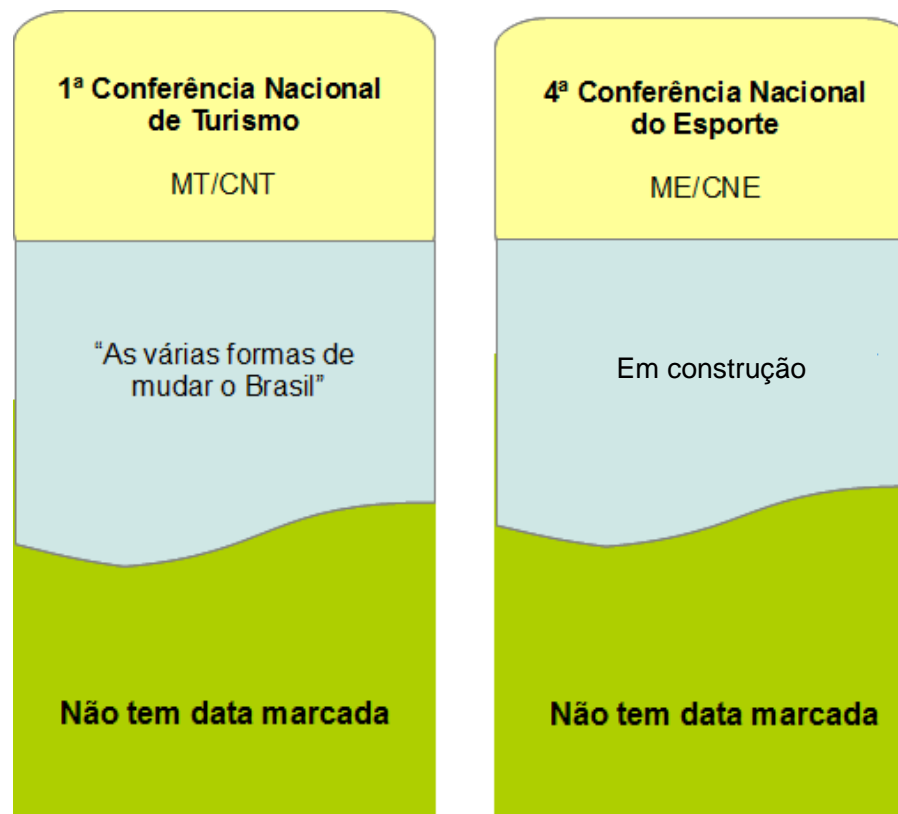 1ª Conferência Nacional
de Turismo
MT/CNT
“As várias formas de
mudar o Brasil”
Não tem data marcada
4ª Conferência Nacional
do Esporte
ME/CNE
Em construção
Não tem data marcada